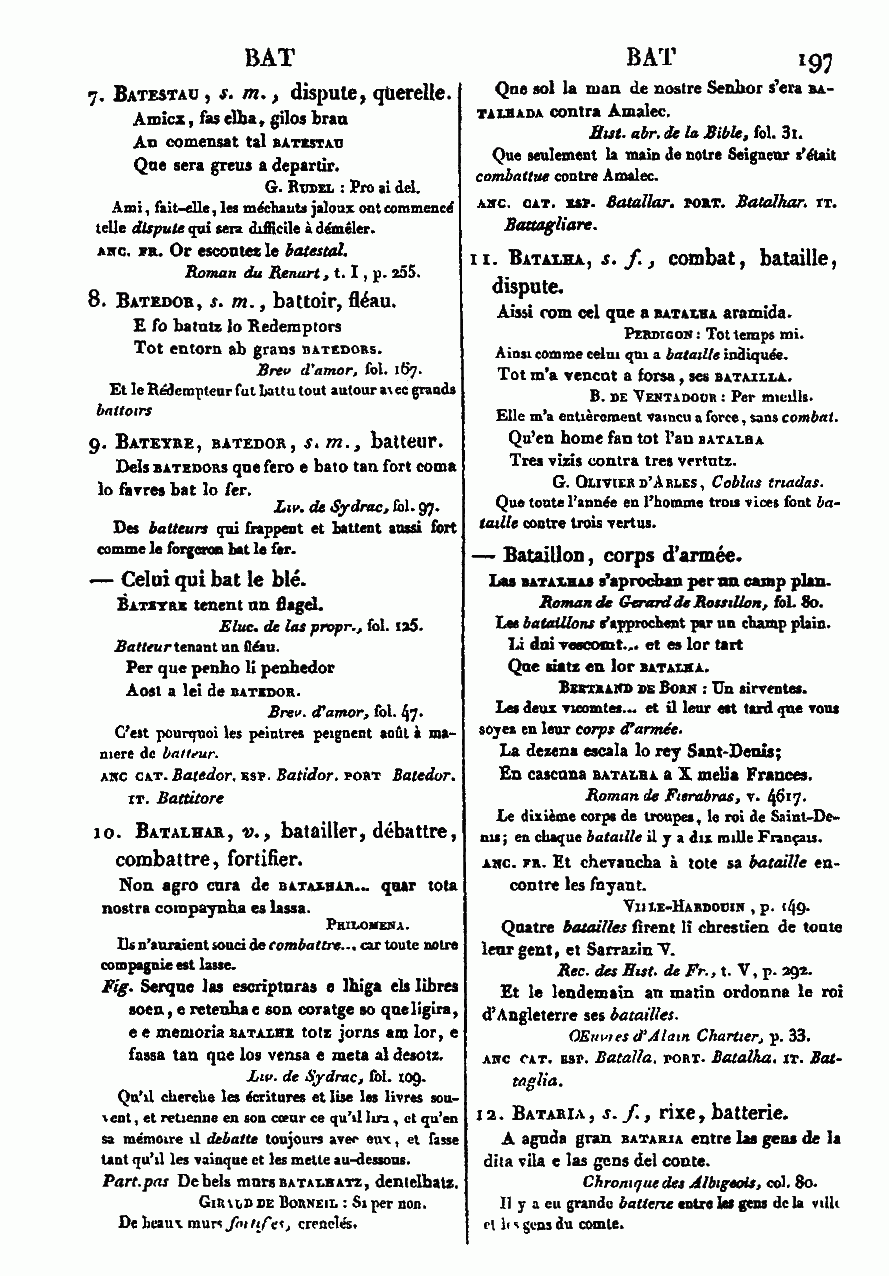 BAT
BAT 197
7. BATESTAU, s. m., dispute, querelle.
Amicx, fas elha, gilos brau
An comensat tal BATESTAU
Que sera greus a departir.
G. RUDEL : Pro ai del.
Ami, fait-elle, les méchants jaloux ont commencé
telle dispute qui sera difficile à démêler.
ANC. FR. Or escontez le batestal.
Roman du Renart, t. I, p. 255.
8. BATEDOR, s. m., battoir, fléau.
E fo batutz lo Redemptors
Tot entorn ab grans BATEDORS.
Brev d'amor, fol. 167.
Et le Rédempteur fut battu tout autour avec grands
battoirs
9. BATEYRE, BATEDOR, s. m., batteur.
Dels BATEDORS que fero e bato tan fort coma
lo favres bat lo fer.
Liv. de Sydrac, fol. 97.
Des batteurs qui frappent et battent aussi fort
comme le forgeron bat le fer.
— Celui qui bat le blé.
BATEYRE tenent un flagel.
Eluc. de las propr., fol. 125.
Batteur tenant un fléau.
Per que penho li penhedor
Aost a lei de BATEDOR.
Brev. d'amor, fol. 47.
C'est pourquoi les peintres peignent août à ma-
niere de batteur.
ANC CAT. Batedor. ESP. Batidor. PORT Batedor.
IT. Battitore
10. BATALHAR, v., batailler, débattre,
combattre, fortifier.
Non agro cura de BATALHAR... quar tota
nostra companyha es lassa.
PHILOMENA.
Ils n'auraient souci de combattre... car toute notre
compagnie est lasse.
Fig. Serque las escripturas e lhiga els libres
soen, e retenha e son coratge so que ligira,
e e memoria BATALHE totz jorns am lor, e
fassa tan que los vensa e meta al desotz.
Liv. de Sydrac, fol. 109.
Qu'il cherche les écritures et lise les livres sou-
vent, et retienne en son cœur ce qu'il lira, et qu'en
sa mémoire il debatte toujours avec eux, et fasse
tant qu'il les vainque et les mette au-dessous.
Part. pas De bels murs BATALHATZ, dentelhatz.
GIRAUD DE BORNEIL : Si per non.
De beaux murs fortifiés, crenelés.
Que sol la man de nostre Senhor s'era BA-
TALHADA contra Amalec.
Hist. abr. de la Bible, fol. 31.
Que seulement la main de notre Seigneur s'était
combattue contre Amalec.
ANC. CAT. ESP. Batallar. PORT. Batalhar. IT.
Battagliare.
11. BATALHA, s. f., combat, bataille,
dispute.
Aissi com cel que a BATALHA aramida.
PERDIGON : Tot temps mi.
Ainsi comme celui qui a bataille indiquée.
Tot m'a vencut a forsa, ses BATAILLA.
B. DE VENTADOUR : Per mieills.
Elle m'a entièrement vaincu a force, sans combat.
Qu'en home fan tot l'an BATALHA
Tres vizis contra tres vertutz.
G. OLIVIER D'ARLES, Coblas triadas.
Que toute l'année en l'homme trois vices font ba-
taille contre trois vertus.
— Bataillon, corps d'armée.
Las BATALHAS s'aprochan per un camp plan.
Roman de Gerard de Rossillon, fol. 80.
Les bataillons s'approchent par un champ plain.
Li dui vescomt... et es lor tart
Que siatz en lor BATALHA.
BERTRAND DE BORN : Un sirventes.
Les deux vicomtes... et il leur est tard que vous
soyez en leur corps d'armée.
La dezena escala lo rey Sant-Denis;
En cascuna BATALHA a X melia Frances.
Roman de Fierabras, v. 4617.
Le dixième corps de troupes, le roi de Saint-De-
nis; en chaque bataille il y a dix mille Français.
ANC. FR. Et chevancha à tote sa bataille en-
contre les fuyant.
VILLE-HARDOUIN, p. 149.
Quatre batailles firent li chrestien de toute
leur gent, et Sarrazin V.
Rec. des Hist. de Fr., t. V, p. 292.
Et le lendemain au matin ordonna le roi
d'Angleterre ses batailles.
OEuvres d'Alain Chartier, p. 33.
ANC CAT. ESP. Batalla. PORT. Batalha. IT. Bat-
taglia.
12. BATARIA, s. f., rixe, batterie.
A aguda gran BATARIA entre las gens de la
dita vila e las gens del conte.
Chronique des Albigeois, col. 80.
Il y a eu grande batterie entre les gens de la ville
et les gens du comte.